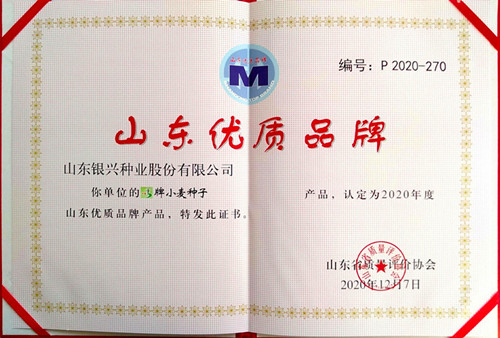 编号：P 2020-270
M
山东优质品牌
山东银兴种业股份有限公司
你单位的 牌小麦种子 产品，认定为2020年度
山东优质品牌产品，特发此证书。
山东省质量评价协会
2020年12月7日